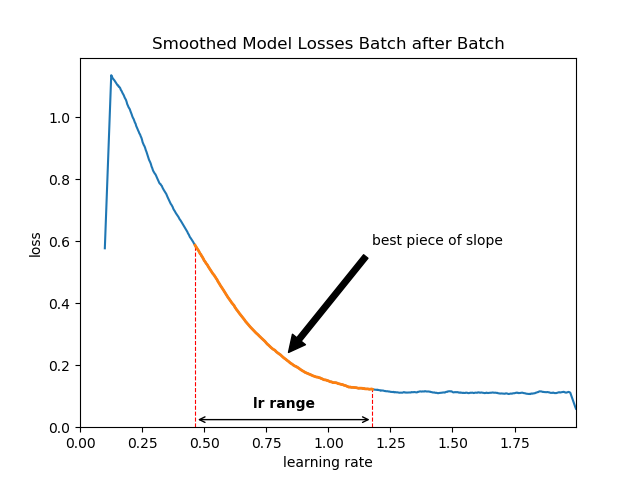 Smoothed Model Losses Batch after Batch
loss
1.0
0.8
0.6
0.4
0.2
0.0
best piece of slope
lr range
0.00 0.25 0.50 0.75 1.00 1.25 1.50 1.75
learning rate